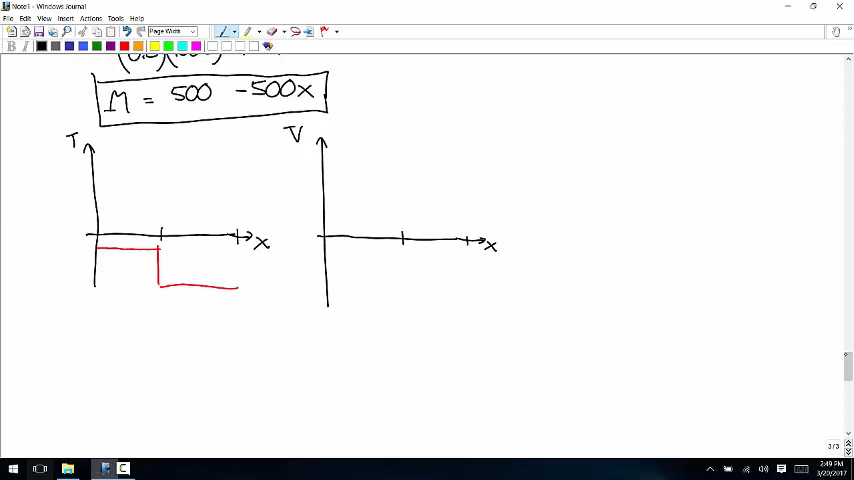 Note1 - Windows Journal
File Edit View Insert Actions Tools Help
Page Width
B I
M = 500 - 500x
T V
x x
3/3
2:49 PM
3/20/2017